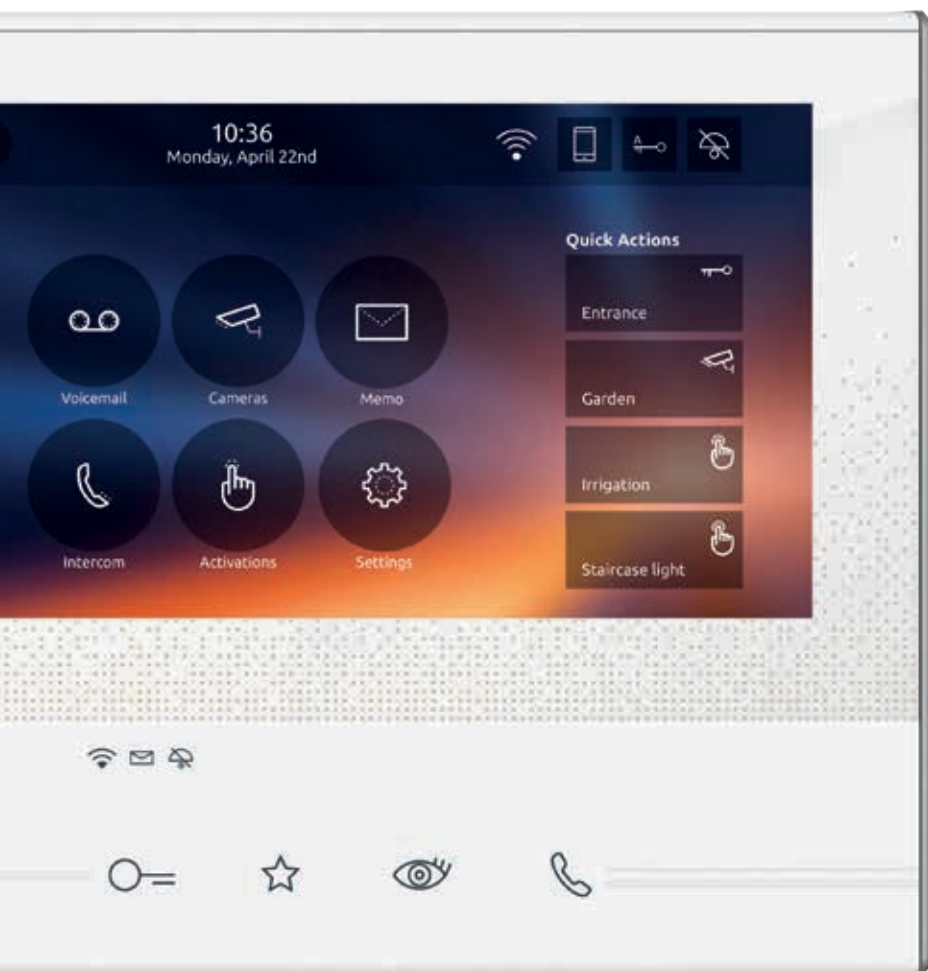 10:36
Monday, April 22nd
A
Quick Actions
Entrance
Garden
Irrigation
Staircase light
Voicemail
Cameras
Memo
Intercom
Activations
Settings